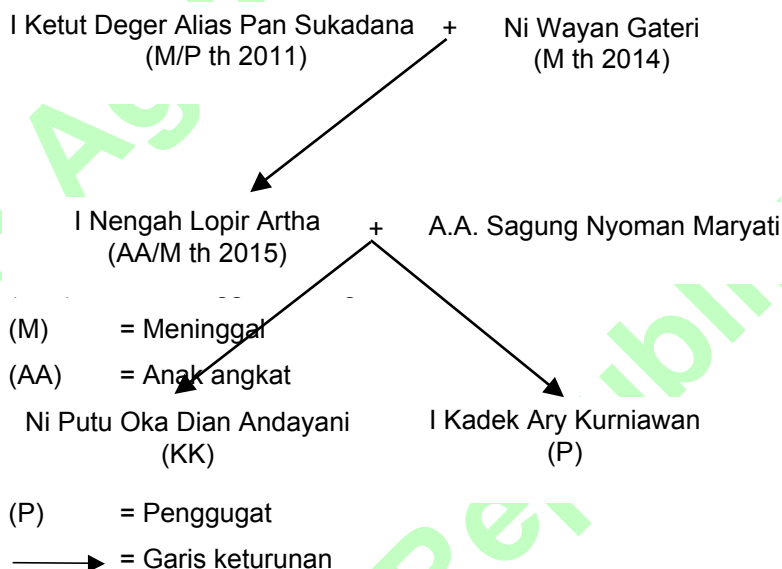 I Ketut Deger Alias Pan Sukadana + Ni Wayan Gateri
(M/P th 2011) (M th 2014)
I Nengah Lopir Artha + A.A. Sagung Nyoman Maryati
(AA/M th 2015)
(M) = Meninggal
(AA) = Anak angkat
Ni Putu Oka Dian Andayani I Kadek Ary Kurniawan
(KK) (P)
(P) = Penggugat
= Garis keturunan